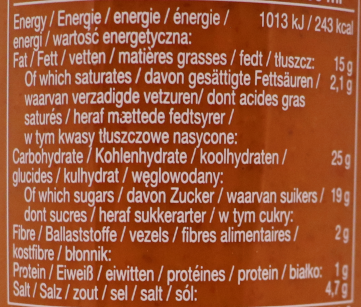 Energy / Energie / energie / énergie / 1013 kJ / 243 kcal
energi / wartość energetyczna:
Fat / Fett / vetten / matières grasses / fedt / tłuszcz: 15 g
Of which saturates / davon gesättigte Fettsäuren / 2,1 g
waarvan verzadigde vetzuren/ dont acides gras
saturés / heraf mættede fedtsyrer /
w tym kwasy tłuszczowe nasycone:
Carbohydrate / Kohlenhydrate / koolhydraten / 25 g
glucides / kulhydrat / węglowodany:
Of which sugars / davon Zucker / waarvan suikers / 19 g
dont sucres / heraf sukkerarter / w tym cukry:
Fibre / Ballaststoffe / vezels / fibres alimentaires / 2 g
kostfibre / błonnik:
Protein / Eiweiß / eiwitten / protéines / protein / białko: 1 g
Salt / Salz / zout / sel / salt / sól: 4,7 g